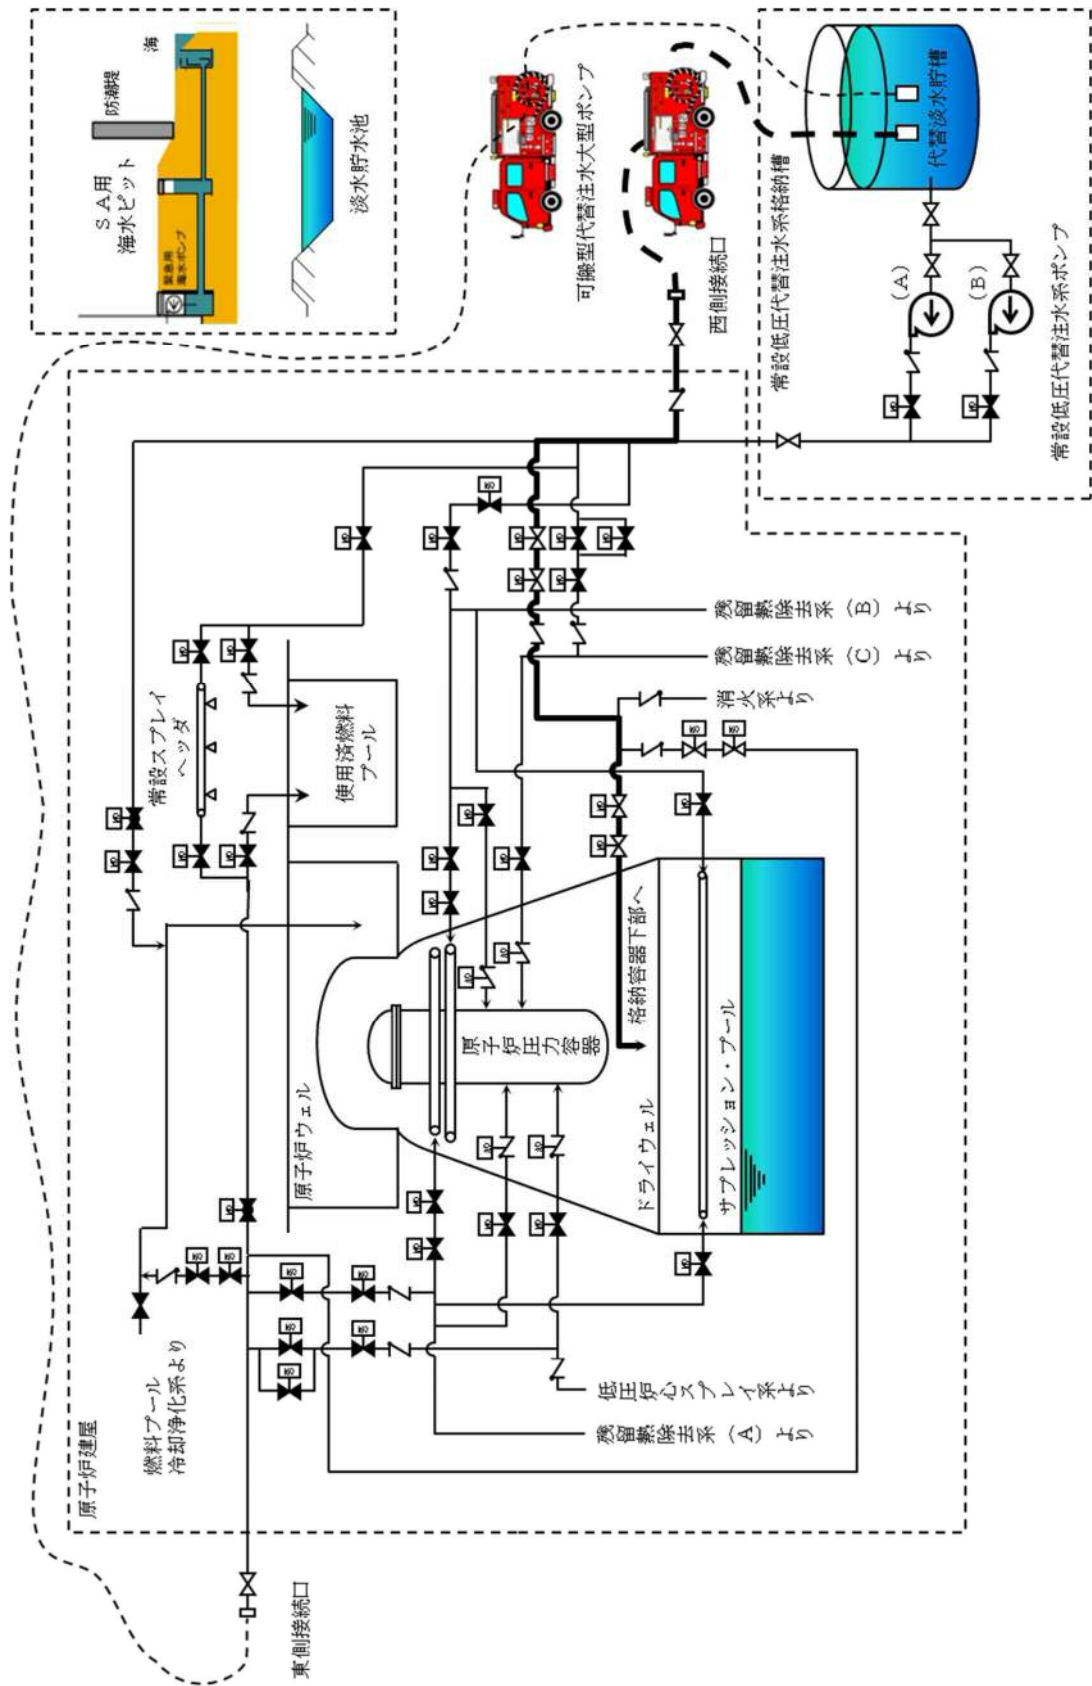 ＳＡ用
海水ピット
防潮堤
海
緊急用
海水ポンプ
淡水貯水池
可搬型代替注水大型ポンプ
西側接続口
常設低圧代替注水系格納槽
代替淡水貯槽
(A)
(B)
常設低圧代替注水系ポンプ
原子炉建屋
燃料プール
冷却浄化系より
東側接続口
常設スプレイ
ヘッダ
使用済燃料
プール
原子炉ウェル
原子炉圧力容器
格納容器下部へ
ドライウェル
サプレッション・プール
残留熱除去系（B）より
残留熱除去系（C）より
消火系より
低圧炉心スプレイ系より
残留熱除去系（A）より